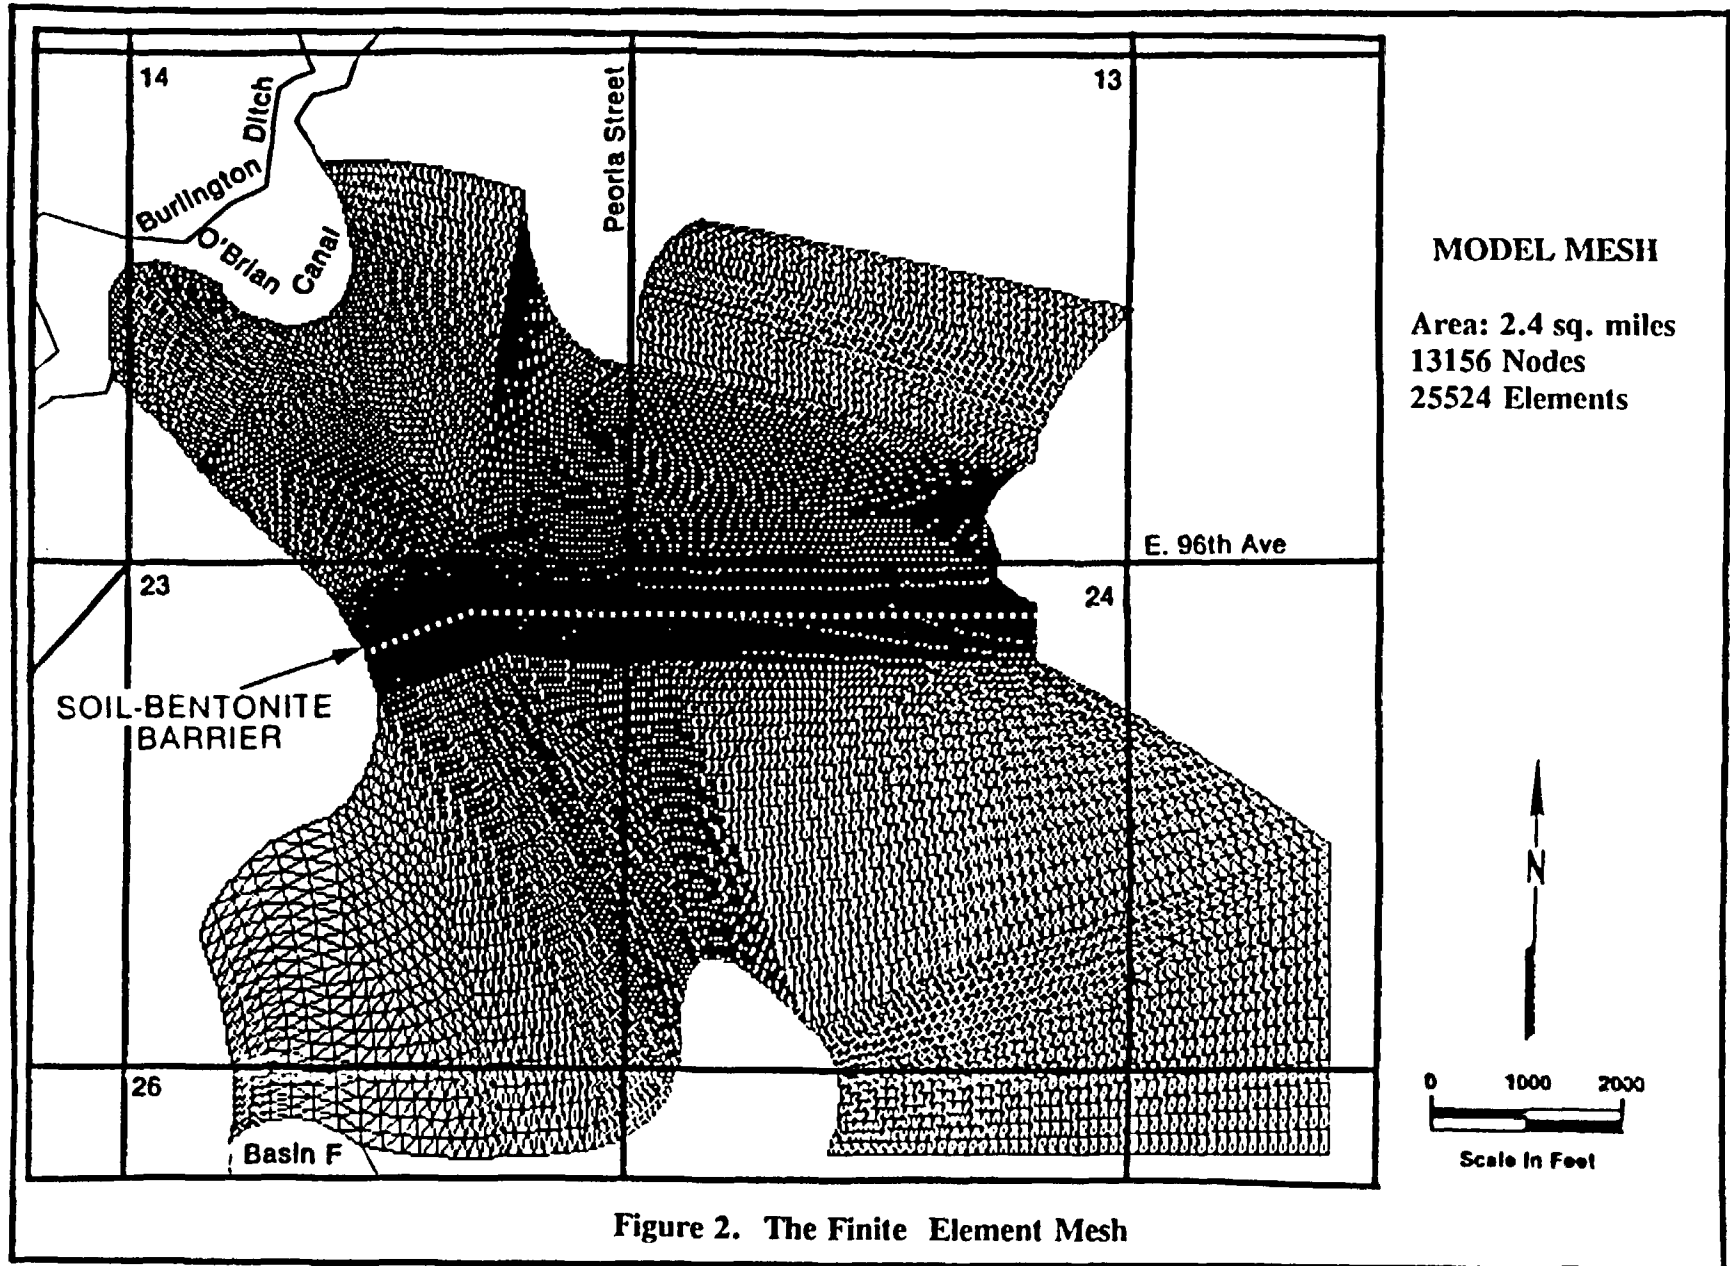 14
13
Burlington Ditch
O'Brian Canal
Peoria Street
MODEL MESH
Area: 2.4 sq. miles
13156 Nodes
25524 Elements
E. 96th Ave
23
24
SOIL-BENTONITE
BARRIER
N
26
Basin F
0 1000 2000
Scale In Feet
Figure 2. The Finite Element Mesh